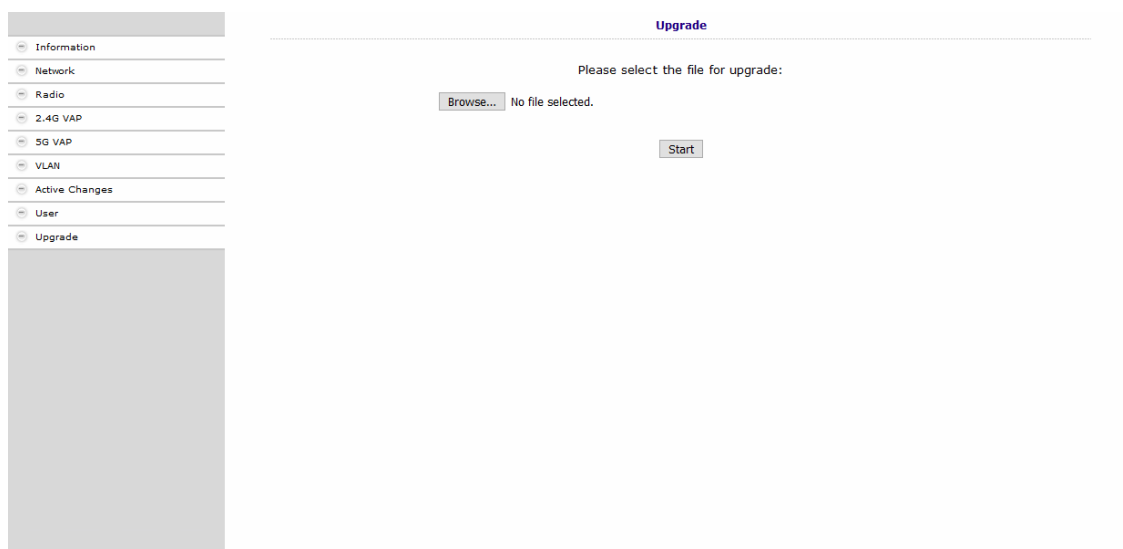 Information
Network
Radio
2.4G VAP
5G VAP
VLAN
Active Changes
User
Upgrade
Upgrade
Please select the file for upgrade:
Browse... No file selected.
Start